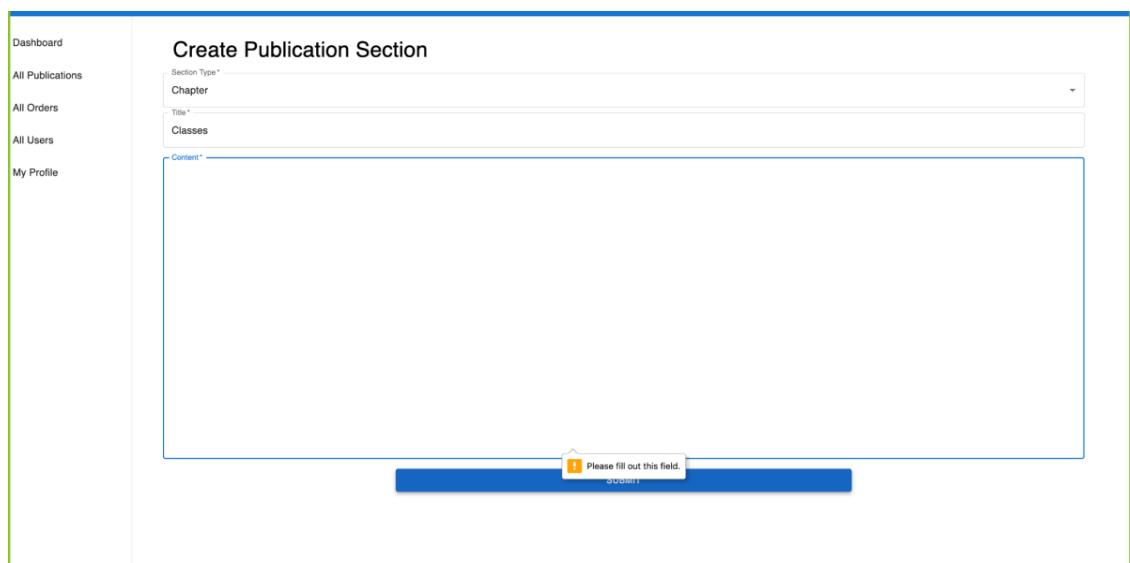 Dashboard
All Publications
All Orders
All Users
My Profile
Create Publication Section
Section Type *
Chapter
Title *
Classes
Content *
Please fill out this field.
SUBMIT